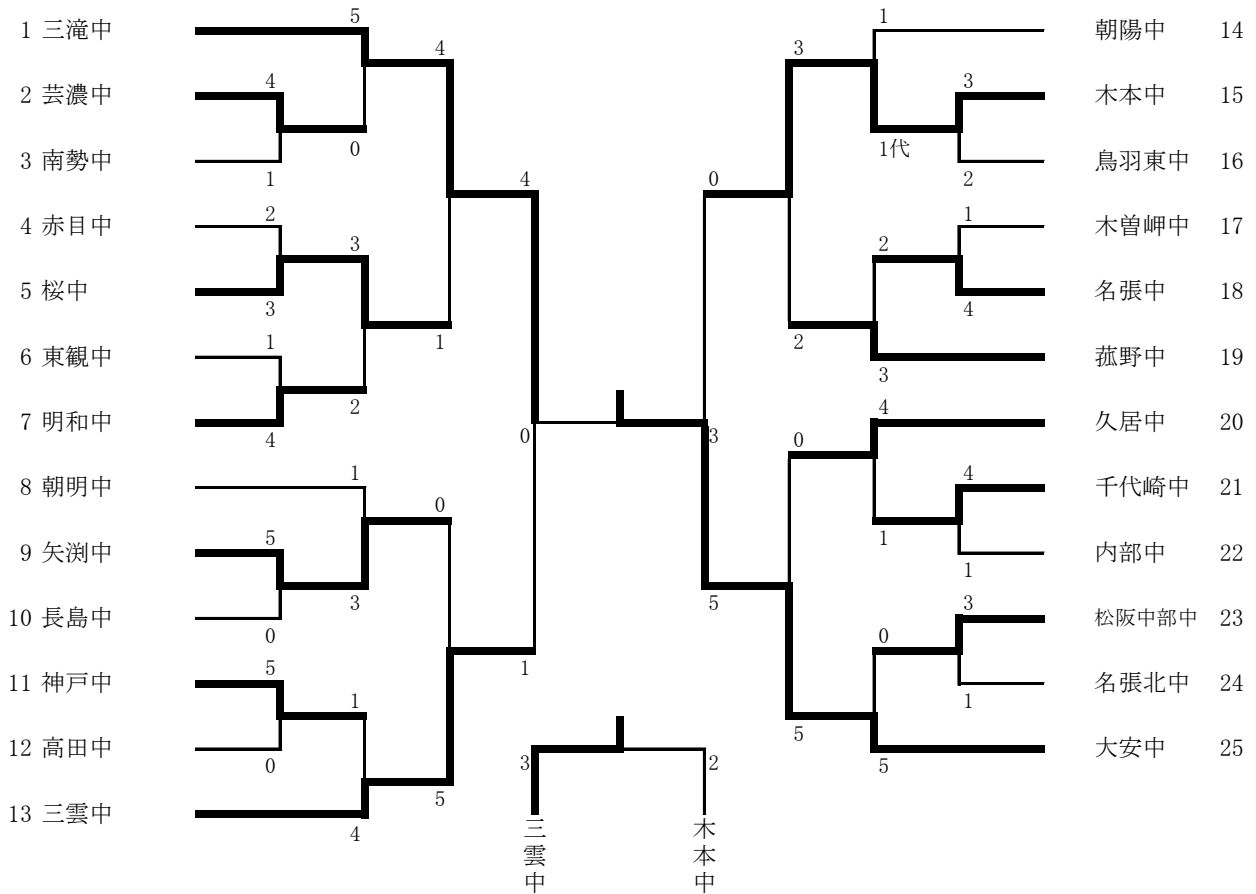 5
1 三滝中
4
2 芸濃中
0
3 南勢中
1
4 赤目中
2
3
5 桜中
3
1
6 東観中
1
2
7 明和中
4
8 朝明中
1
0
9 矢渕中
5
3
10 長島中
0
11 神戸中
5
1
12 高田中
0
5
13 三雲中
4
4
4
1
0
3
0
5
1
朝陽中 14
3
3
木本中 15
1代
鳥羽東中 16
2
木曽岬中 17
1
2
名張中 18
4
2
菰野中 19
3
久居中 20
4
0
千代崎中 21
4
1
内部中 22
1
松阪中部中 23
3
0
名張北中 24
1
5
大安中 25
5
3
2
三雲中
木本中